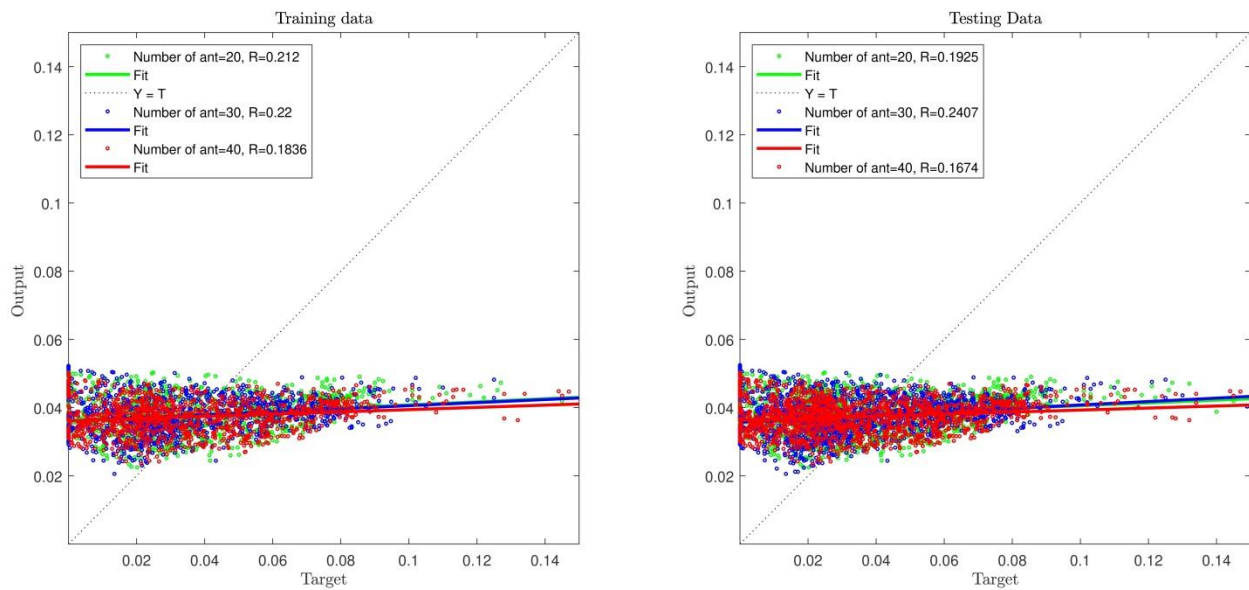 Training data
Number of ant=20, R=0.212
Fit
Y = T
Number of ant=30, R=0.22
Fit
Number of ant=40, R=0.1836
Fit
0.14
0.12
0.1
0.08
0.06
0.04
0.02
Output
0.02 0.04 0.06 0.08 0.1 0.12 0.14
Target
Testing Data
Number of ant=20, R=0.1925
Fit
Y = T
Number of ant=30, R=0.2407
Fit
Fit
Number of ant=40, R=0.1674
0.14
0.12
0.1
0.08
0.06
0.04
0.02
Output
0.02 0.04 0.06 0.08 0.1 0.12 0.14
Target